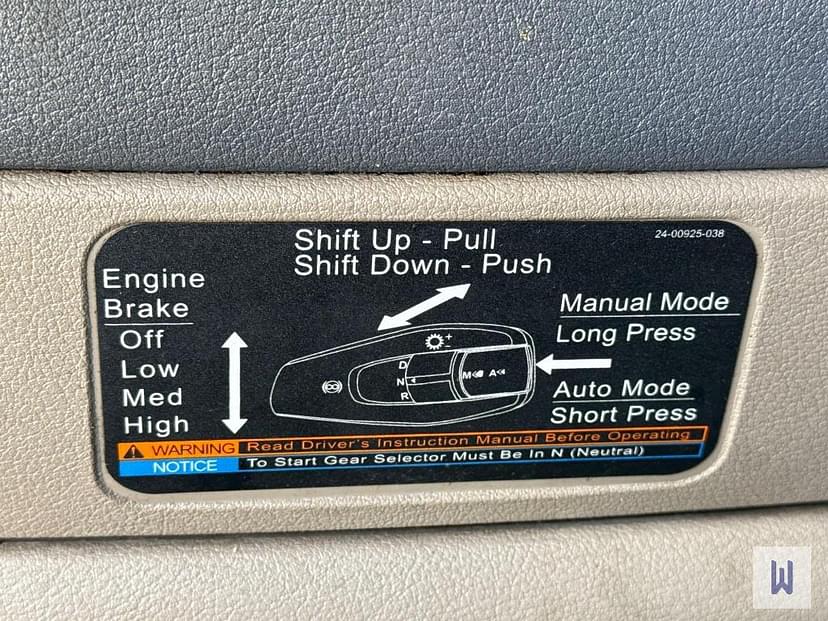 Shift Up - Pull
Shift Down - Push
24-00925-038
Engine
Brake
Off
Low
Med
High
Manual Mode
Long Press
Auto Mode
Short Press
+
-
D
N
R
M
A
WARNING Read Driver's Instruction Manual Before Operating
NOTICE To Start Gear Selector Must Be In N (Neutral)
W